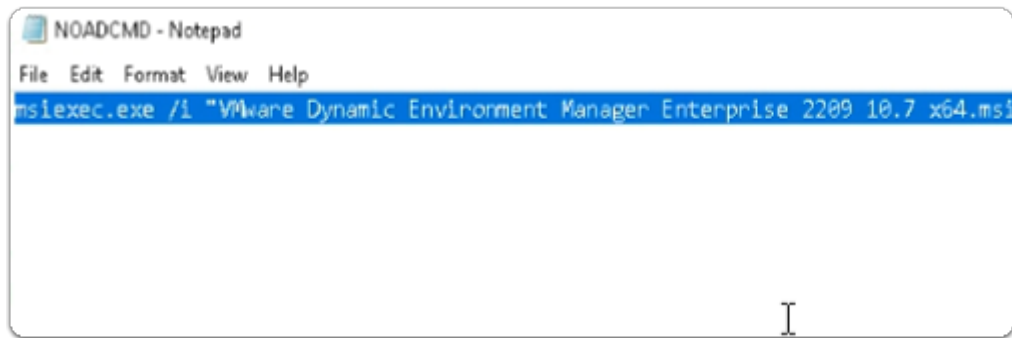 NOADCMD - Notepad
File Edit Format View Help
msiexec.exe /i "VMware Dynamic Environment Manager Enterprise 2209 10.7 x64.msi